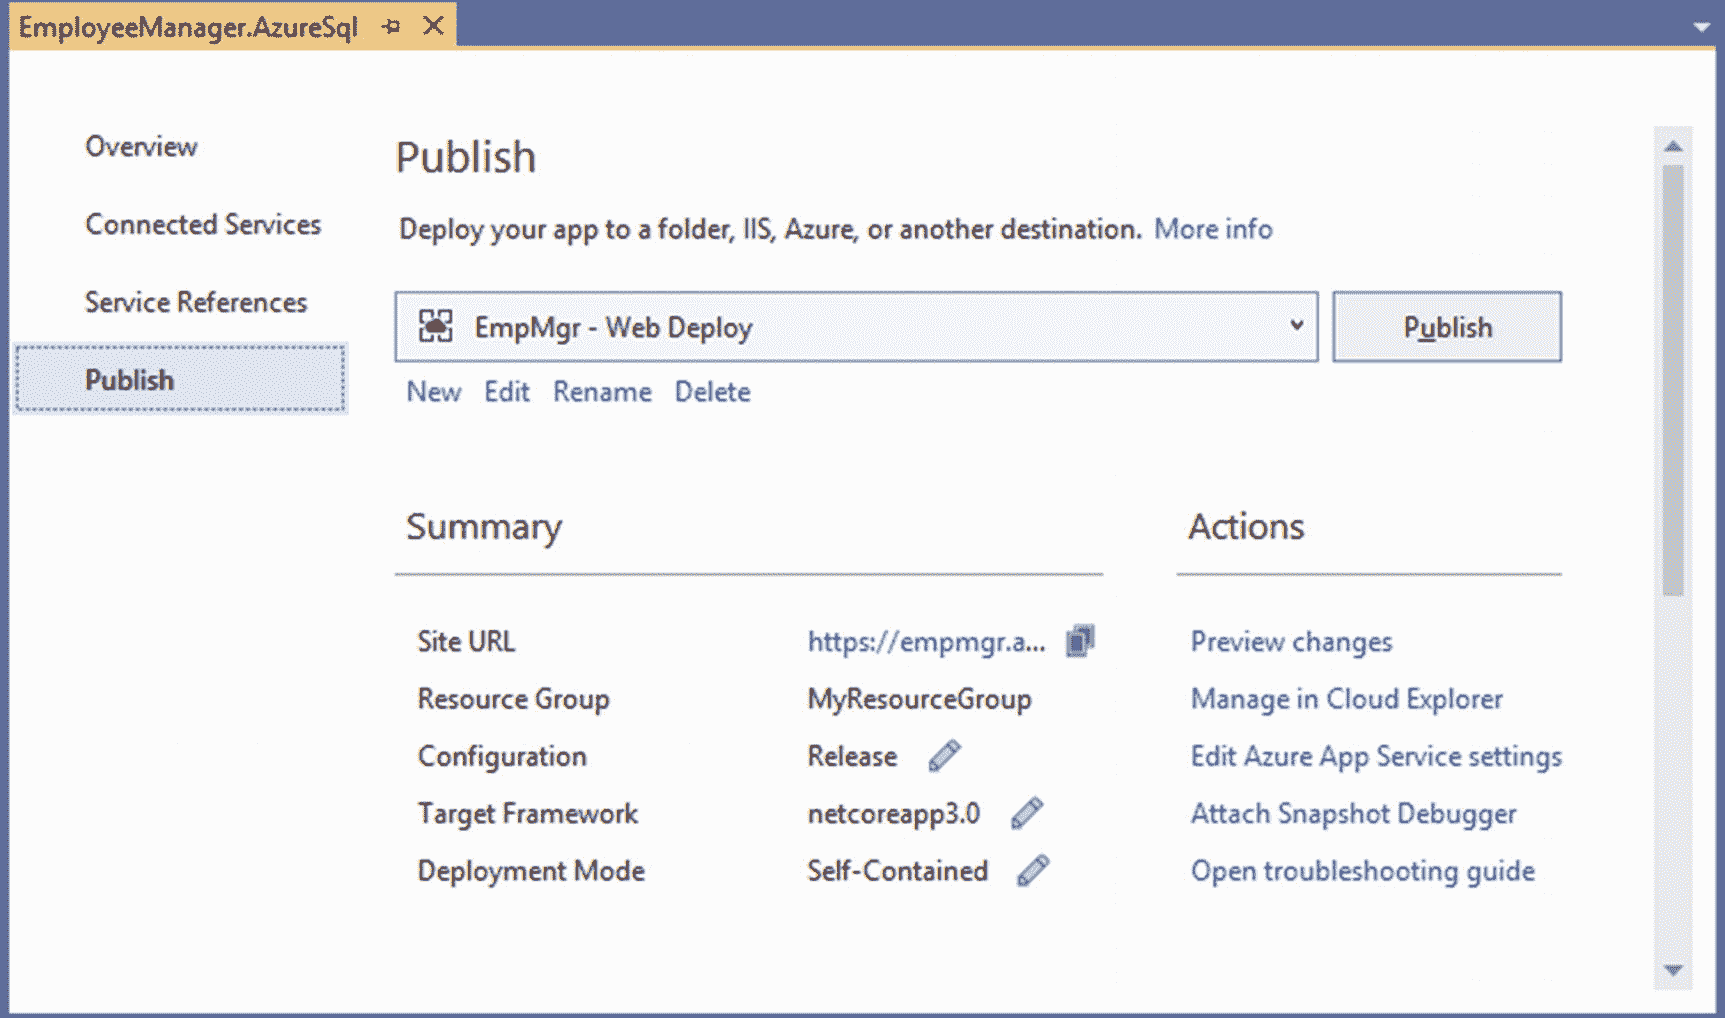 EmployeeManager.AzureSql
Overview
Connected Services
Service References
Publish
Publish
Deploy your app to a folder, IIS, Azure, or another destination. More info
EmpMgr - Web Deploy
Publish
New Edit Rename Delete
Summary
Site URL https://empmgr.a...
Resource Group MyResourceGroup
Configuration Release
Target Framework netcoreapp3.0
Deployment Mode Self-Contained
Actions
Preview changes
Manage in Cloud Explorer
Edit Azure App Service settings
Attach Snapshot Debugger
Open troubleshooting guide